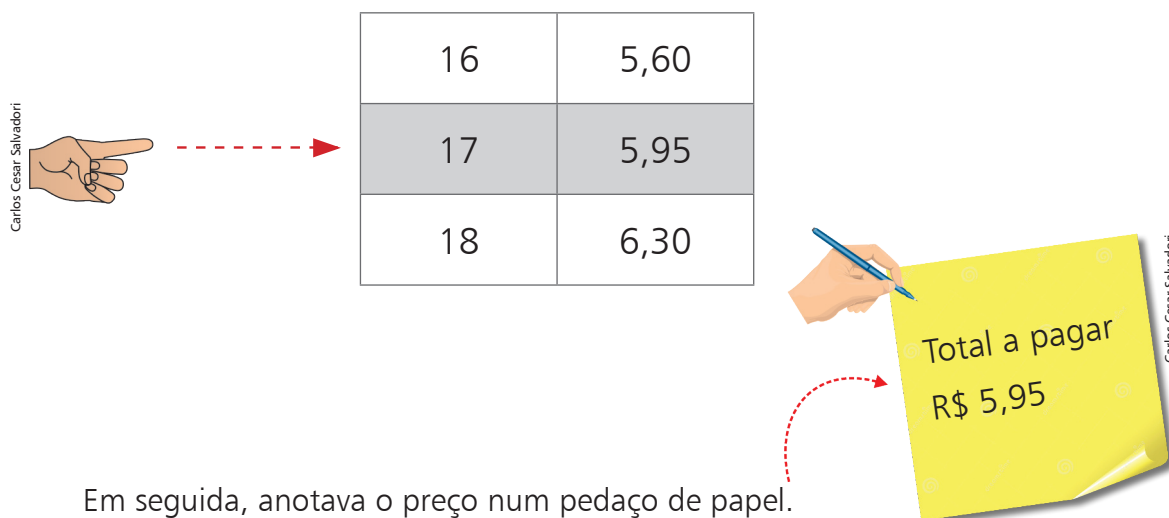 16 5,60
Carlos Cesar Salvadori
17 5,95
18 6,30
Total a pagar
R$ 5,95
Em seguida, anotava o preço num pedaço de papel.